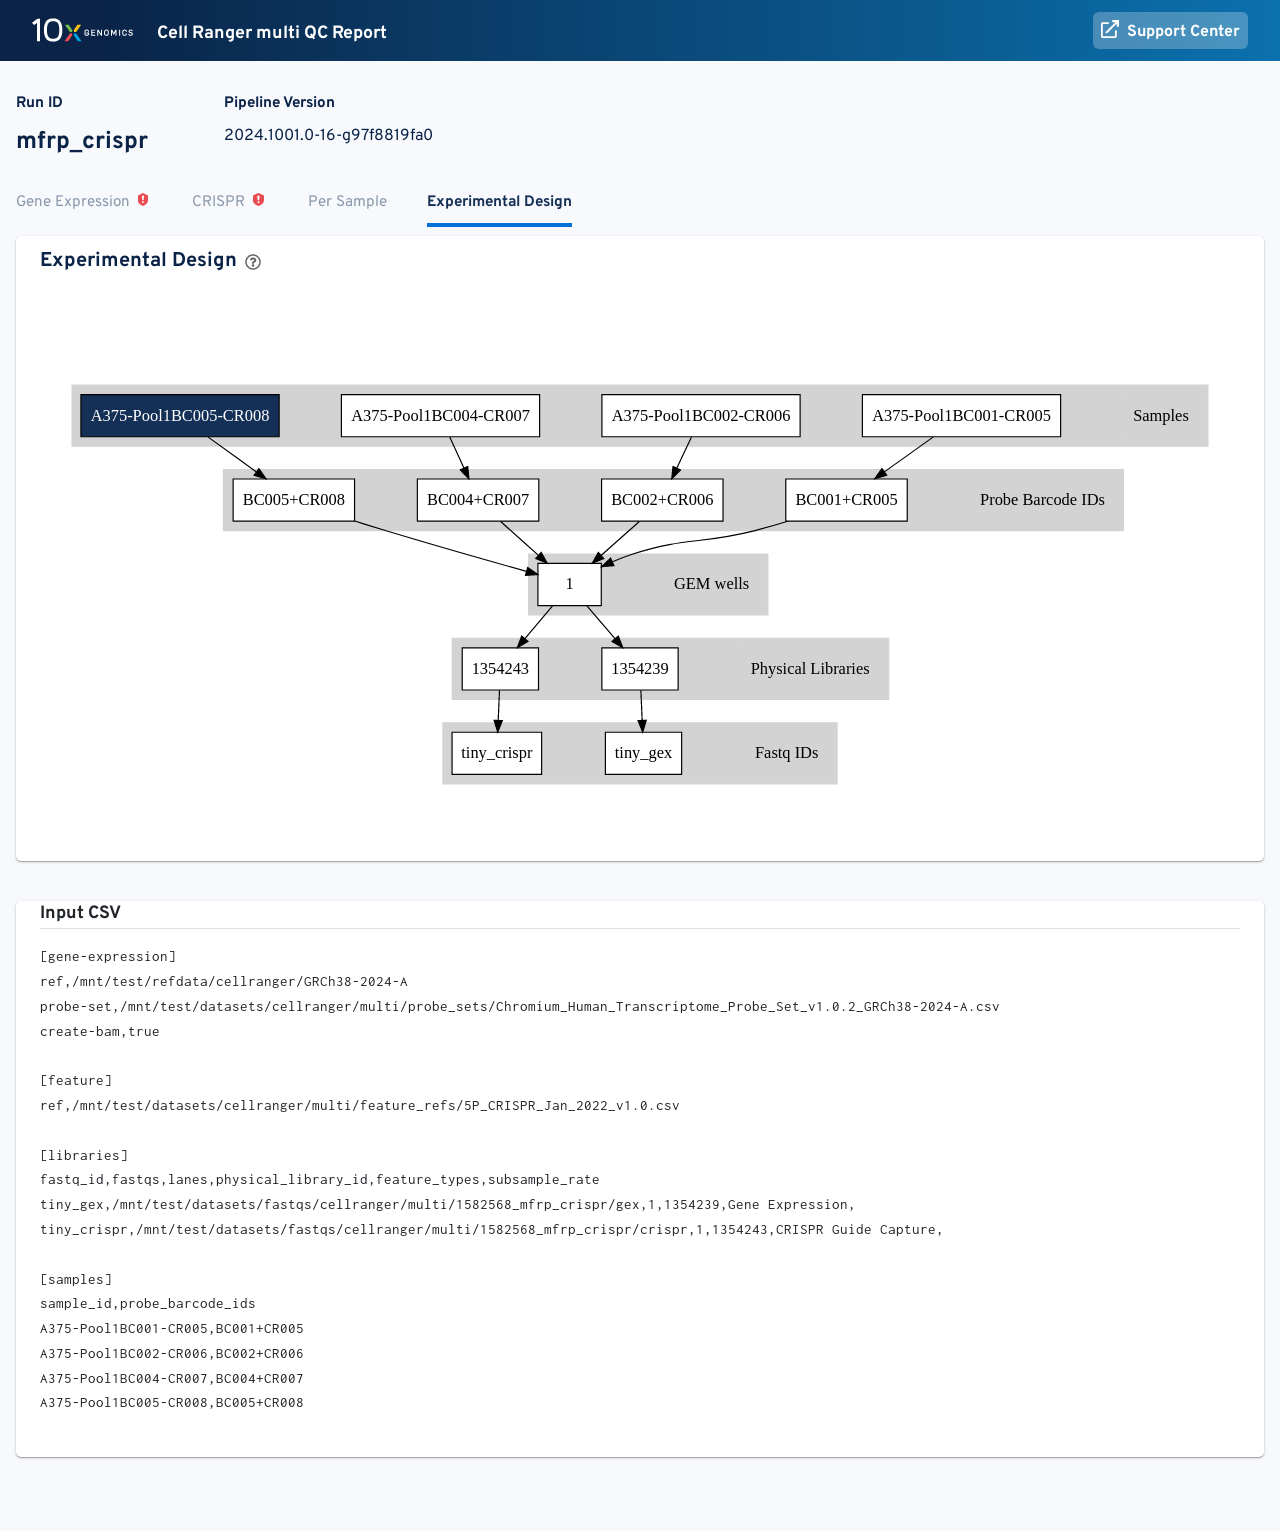 10x GENOMICS Cell Ranger multi QC Report Support Center
Run ID Pipeline Version
mfrp_crispr 2024.1001.0-16-g97f8819fa0
Gene Expression CRISPR Per Sample Experimental Design
Experimental Design
A375-Pool1BC005-CR008 A375-Pool1BC004-CR007 A375-Pool1BC002-CR006 A375-Pool1BC001-CR005 Samples
BC005+CR008 BC004+CR007 BC002+CR006 BC001+CR005 Probe Barcode IDs
1 GEM wells
1354243 1354239 Physical Libraries
tiny_crispr tiny_gex Fastq IDs
Input CSV
[gene-expression]
ref,/mnt/test/refdata/cellranger/GRCh38-2024-A
probe-set,/mnt/test/datasets/cellranger/multi/probe_sets/Chromium_Human_Transcriptome_Probe_Set_v1.0.2_GRCh38-2024-A.csv
create-bam,true
[feature]
ref,/mnt/test/datasets/cellranger/multi/feature_refs/5P_CRISPR_Jan_2022_v1.0.csv
[libraries]
fastq_id,fastqs,lanes,physical_library_id,feature_types,subsample_rate
tiny_gex,/mnt/test/datasets/fastqs/cellranger/multi/1582568_mfrp_crispr/gex,1,1354239,Gene Expression,
tiny_crispr,/mnt/test/datasets/fastqs/cellranger/multi/1582568_mfrp_crispr/crispr,1,1354243,CRISPR Guide Capture,
[samples]
sample_id,probe_barcode_ids
A375-Pool1BC001-CR005,BC001+CR005
A375-Pool1BC002-CR006,BC002+CR006
A375-Pool1BC004-CR007,BC004+CR007
A375-Pool1BC005-CR008,BC005+CR008